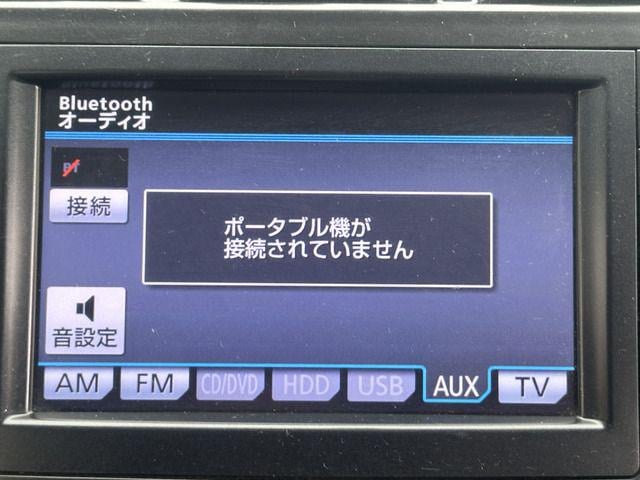 Bluetooth
オーディオ
接続
ポータブル機が
接続されていません
音設定
AM FM CD/DVD HDD USB AUX TV